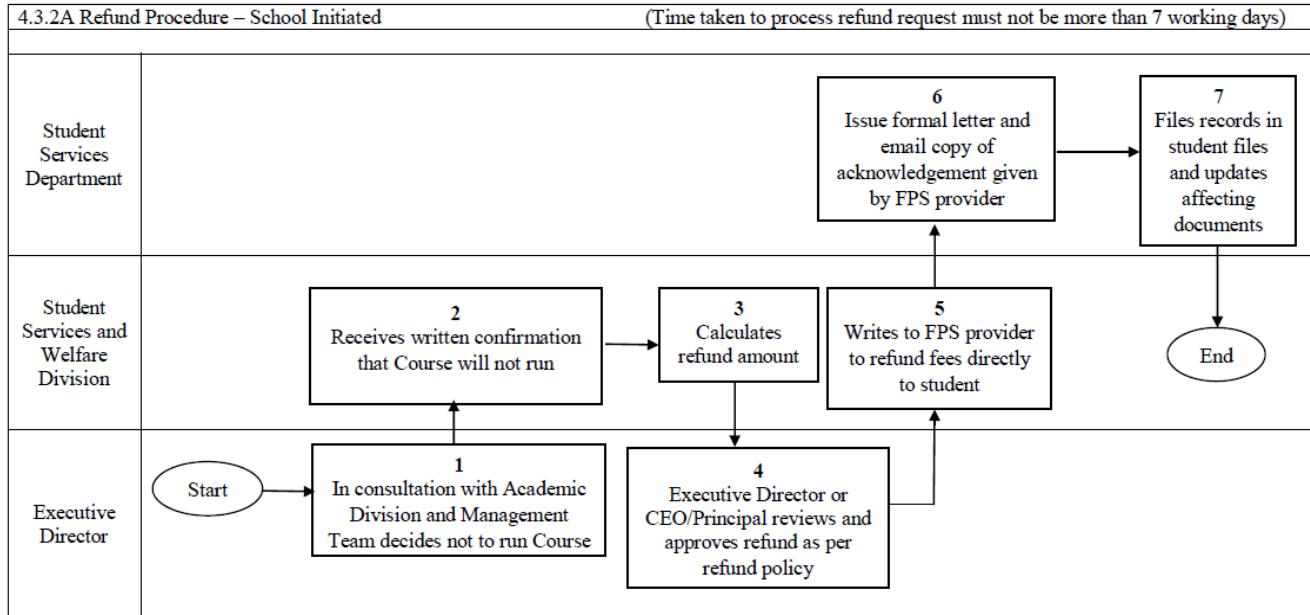 4.3.2A Refund Procedure – School Initiated (Time taken to process refund request must not be more than 7 working days)
Student
Services
Department
6
Issue formal letter and
email copy of
acknowledgement given
by FPS provider
7
Files records in
student files
and updates
affecting
documents
Student
Services and
Welfare
Division
2
Receives written confirmation
that Course will not run
3
Calculates
refund amount
5
Writes to FPS provider
to refund fees directly
to student
End
Executive
Director
Start
1
In consultation with Academic
Division and Management
Team decides not to run Course
4
Executive Director or
CEO/Principal reviews and
approves refund as per
refund policy